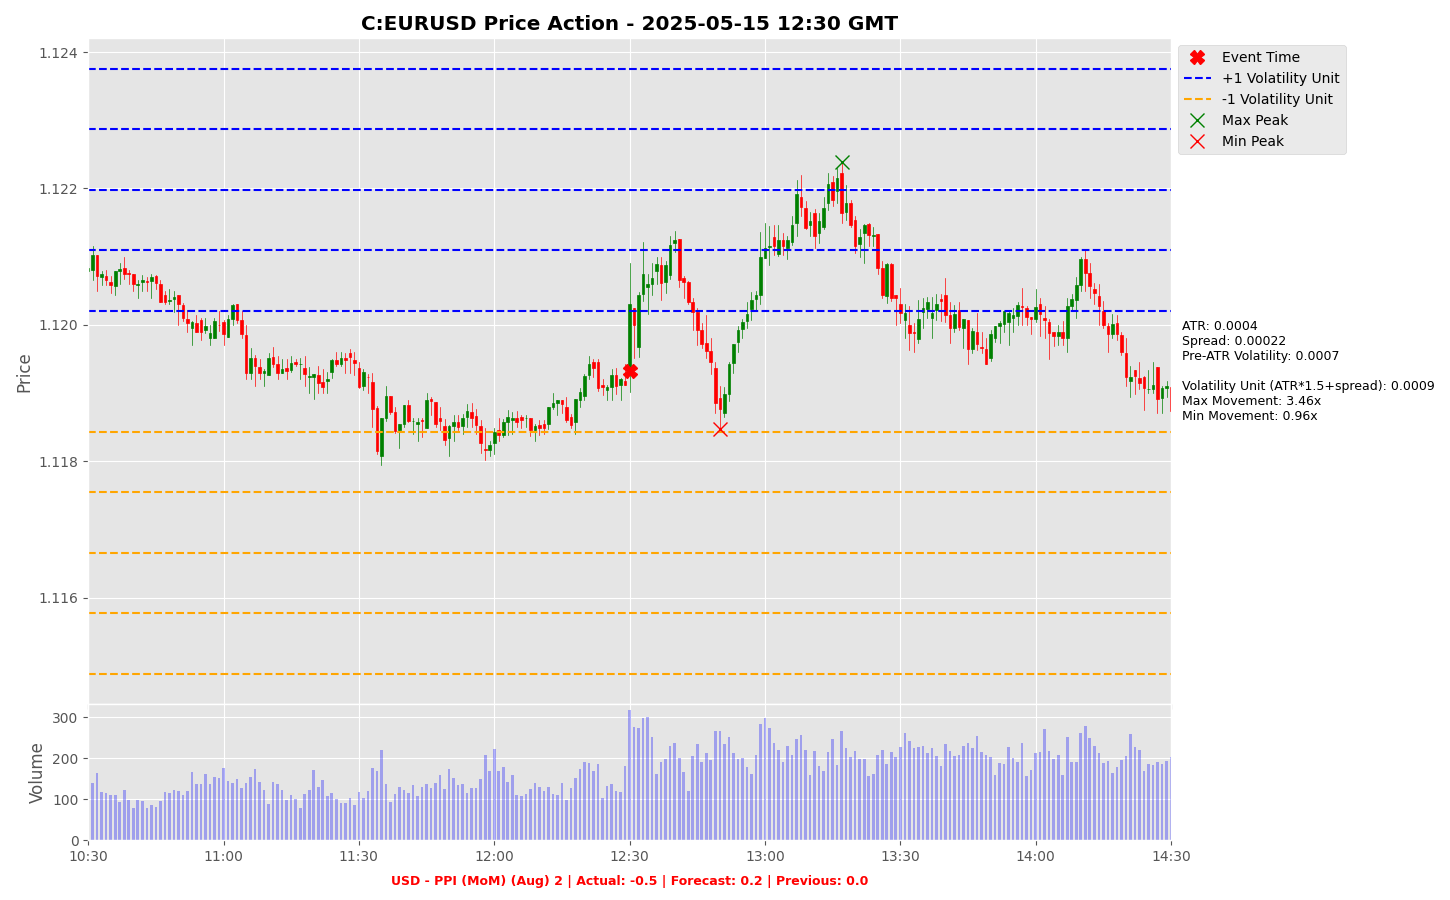 C:EURUSD Price Action - 2025-05-15 12:30 GMT
1.124
1.122
1.120
1.118
1.116
Price
Event Time
+1 Volatility Unit
-1 Volatility Unit
Max Peak
Min Peak
ATR: 0.0004
Spread: 0.00022
Pre-ATR Volatility: 0.0007
Volatility Unit (ATR*1.5+spread): 0.0009
Max Movement: 3.46x
Min Movement: 0.96x
300
200
100
0
Volume
10:30
11:00
11:30
12:00
12:30
13:00
13:30
14:00
14:30
USD - PPI (MoM) (Aug) 2 | Actual: -0.5 | Forecast: 0.2 | Previous: 0.0